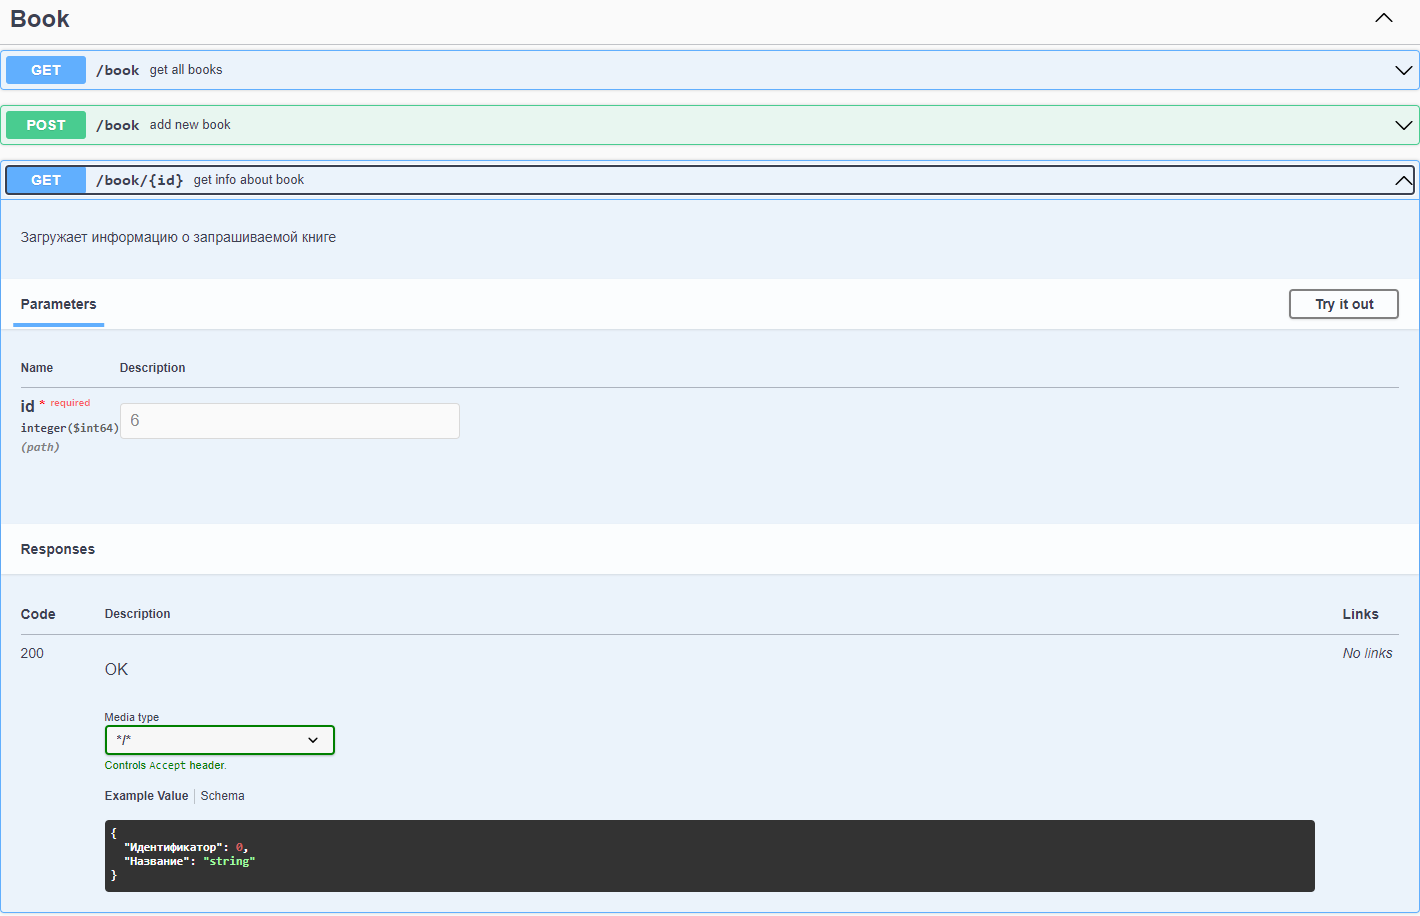 Book
GET /book get all books
POST /book add new book
GET /book/{id} get info about book
Загружает информацию о запрашиваемой книге
Parameters
Try it out
Name Description
id * required
integer($int64)
(path)
6
Responses
Code Description Links
200
OK
No links
Media type
*/*
Controls Accept header.
Example Value Schema
{
  "Идентификатор": 0,
  "Название": "string"
}